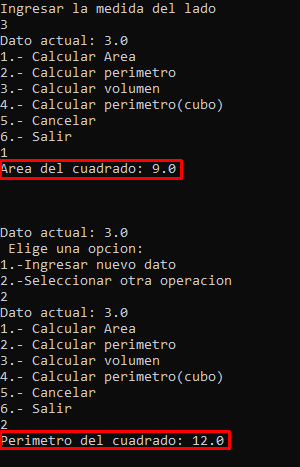 Ingresar la medida del lado
3
Dato actual: 3.0
1.- Calcular Area
2.- Calcular perimetro
3.- Calcular volumen
4.- Calcular perimetro(cubo)
5.- Cancelar
6.- Salir
1
Area del cuadrado: 9.0
Dato actual: 3.0
 Elige una opcion:
1.-Ingresar nuevo dato
2.-Seleccionar otra operacion
2
Dato actual: 3.0
1.- Calcular Area
2.- Calcular perimetro
3.- Calcular volumen
4.- Calcular perimetro(cubo)
5.- Cancelar
6.- Salir
2
Perimetro del cuadrado: 12.0